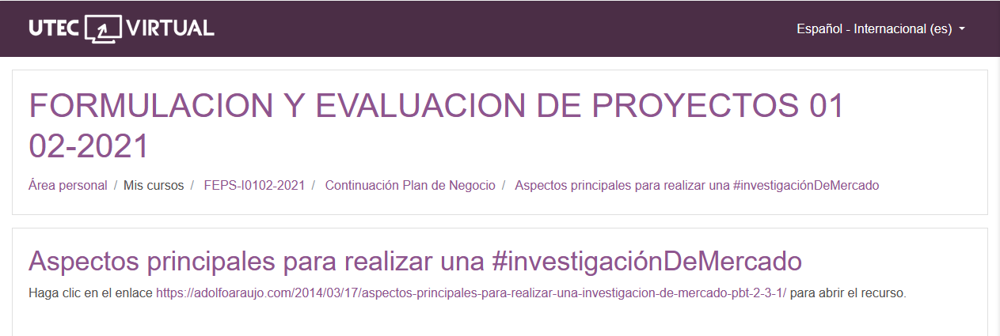 UTEC VIRTUAL
Español - Internacional (es)
FORMULACION Y EVALUACION DE PROYECTOS 01
02-2021
Área personal / Mis cursos / FEPS-I0102-2021 / Continuación Plan de Negocio / Aspectos principales para realizar una #investigaciónDeMercado
Aspectos principales para realizar una #investigaciónDeMercado
Haga clic en el enlace https://adolfoaraujo.com/2014/03/17/aspectos-principales-para-realizar-una-investigacion-de-mercado-pbt-2-3-1/ para abrir el recurso.